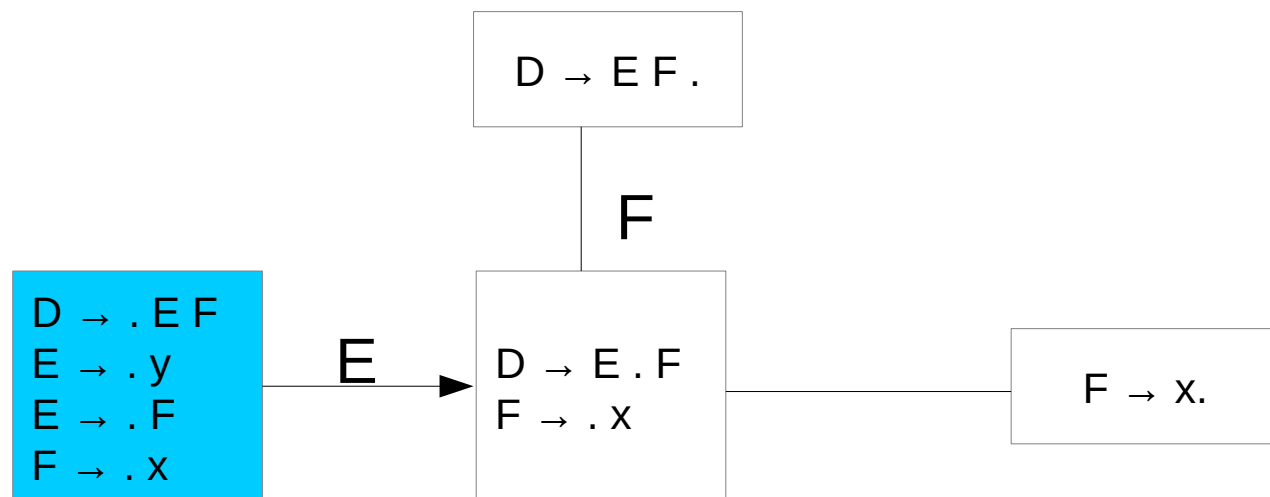 D → E F .
F
D → . E F
E → . y
E → . F
F → . x
E
D → E . F
F → . x
F → x.